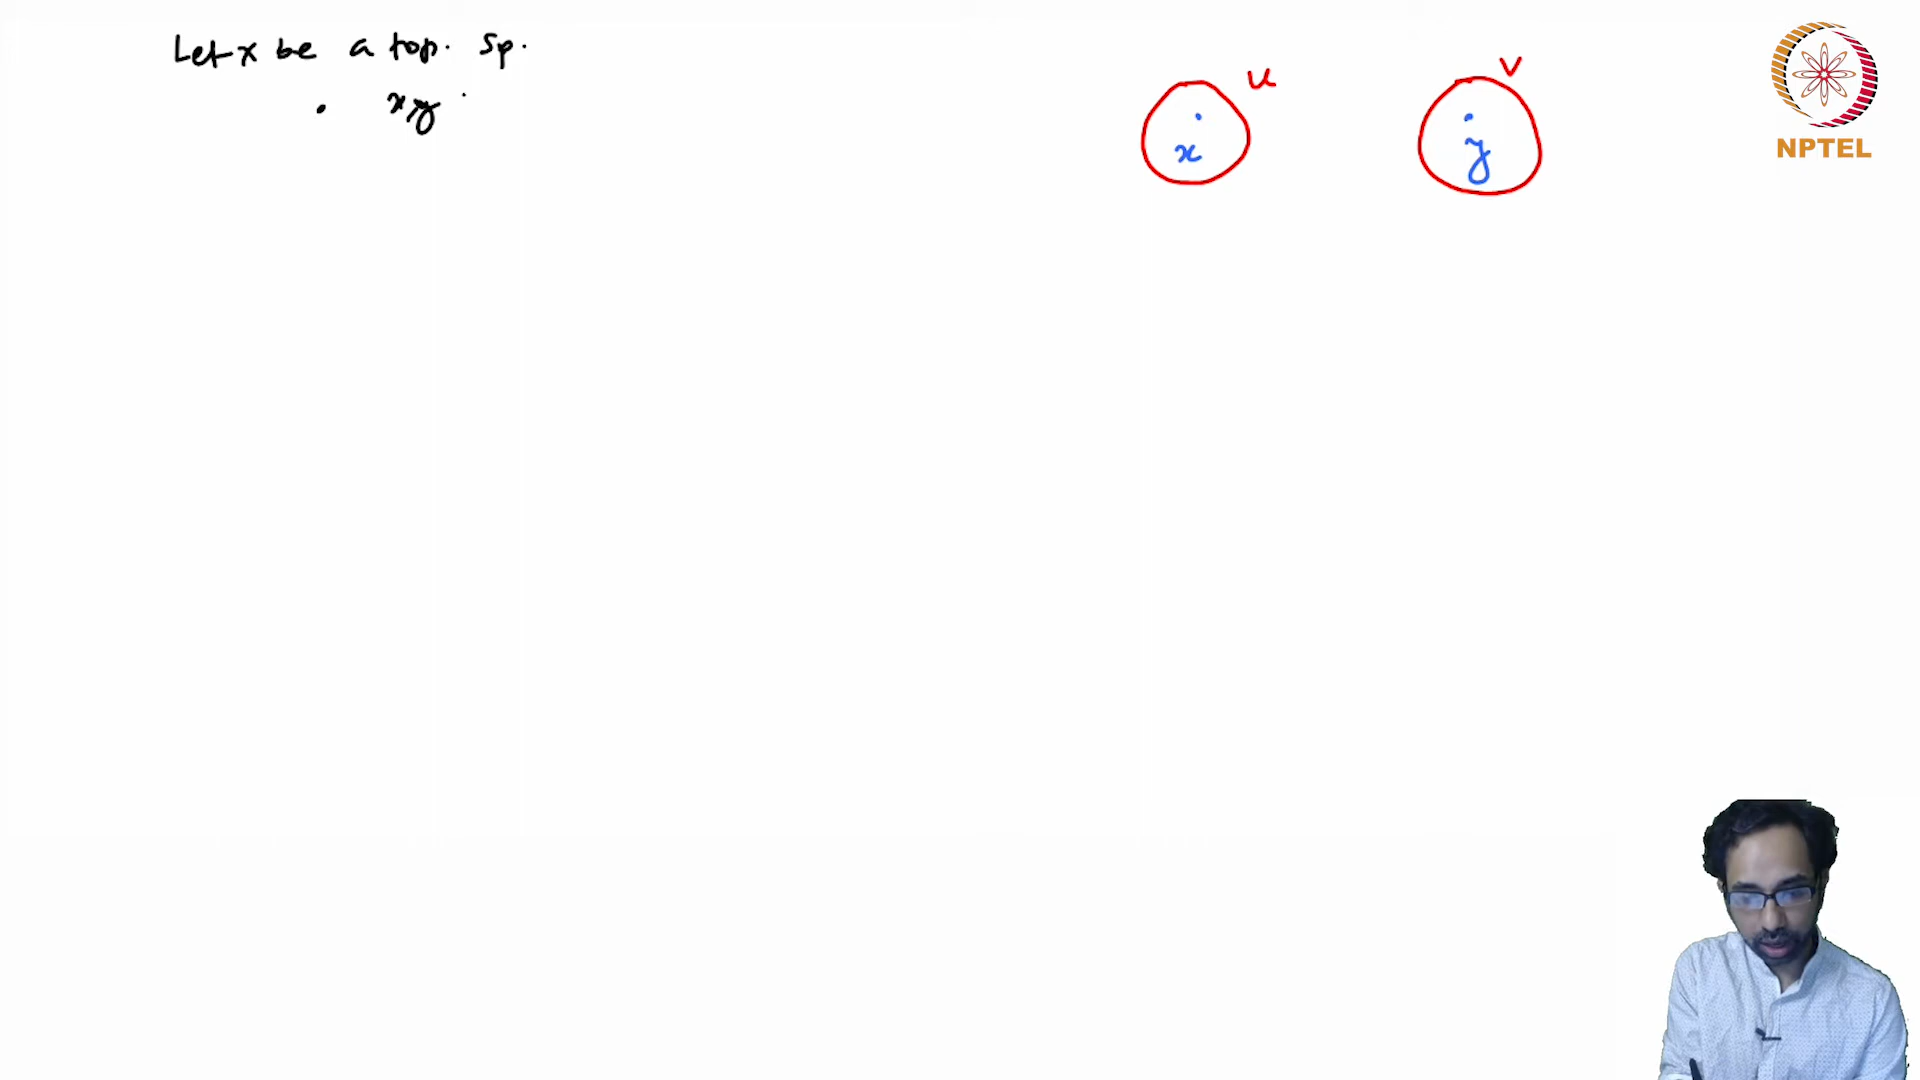 Let X be a top. Sp.
• x, y
U
V
x
y
NPTEL